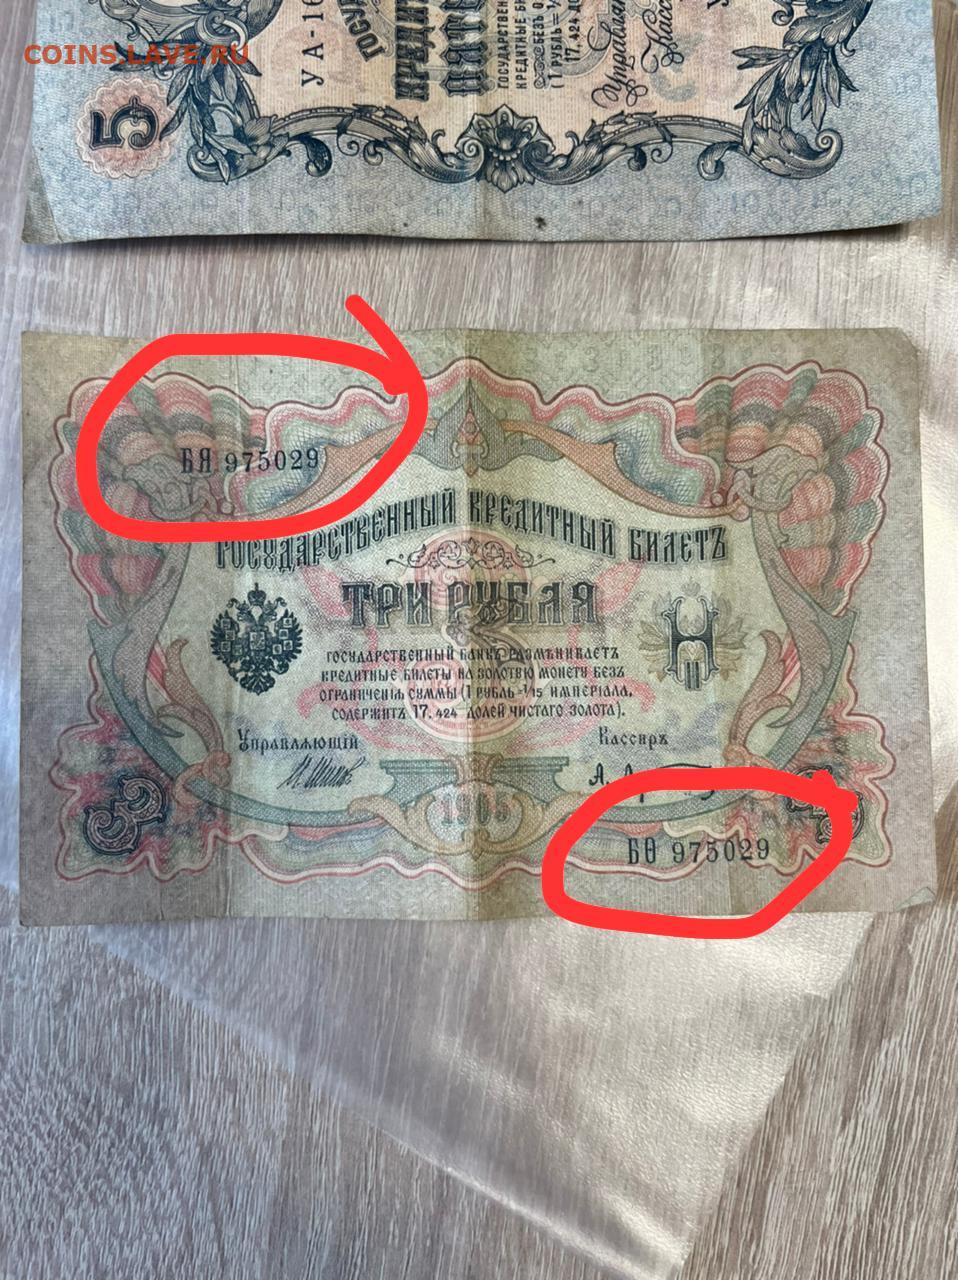 COINS.LAVE.RU
5
УА-16
1905
БЯ 975029
ГОСУДАРСТВЕННЫЙ КРЕДИТНЫЙ БИЛЕТЪ
ТРИ РУБЛЯ
ГОСУДАРСТВЕННЫЙ БАНКЪ РАЗМѢНИВАЕТЪ
КРЕДИТНЫЕ БИЛЕТЫ НА ЗОЛОТУЮ МОНЕТУ БЕЗЪ
ОГРАНИЧЕНІЯ СУММЫ (1 РУБЛЬ = 1/15 ИМПЕРІАЛА,
СОДЕРЖИТЪ 17,424 ДОЛЕЙ ЧИСТАГО ЗОЛОТА).
Управляющій
Кассиръ
3
БѲ 975029